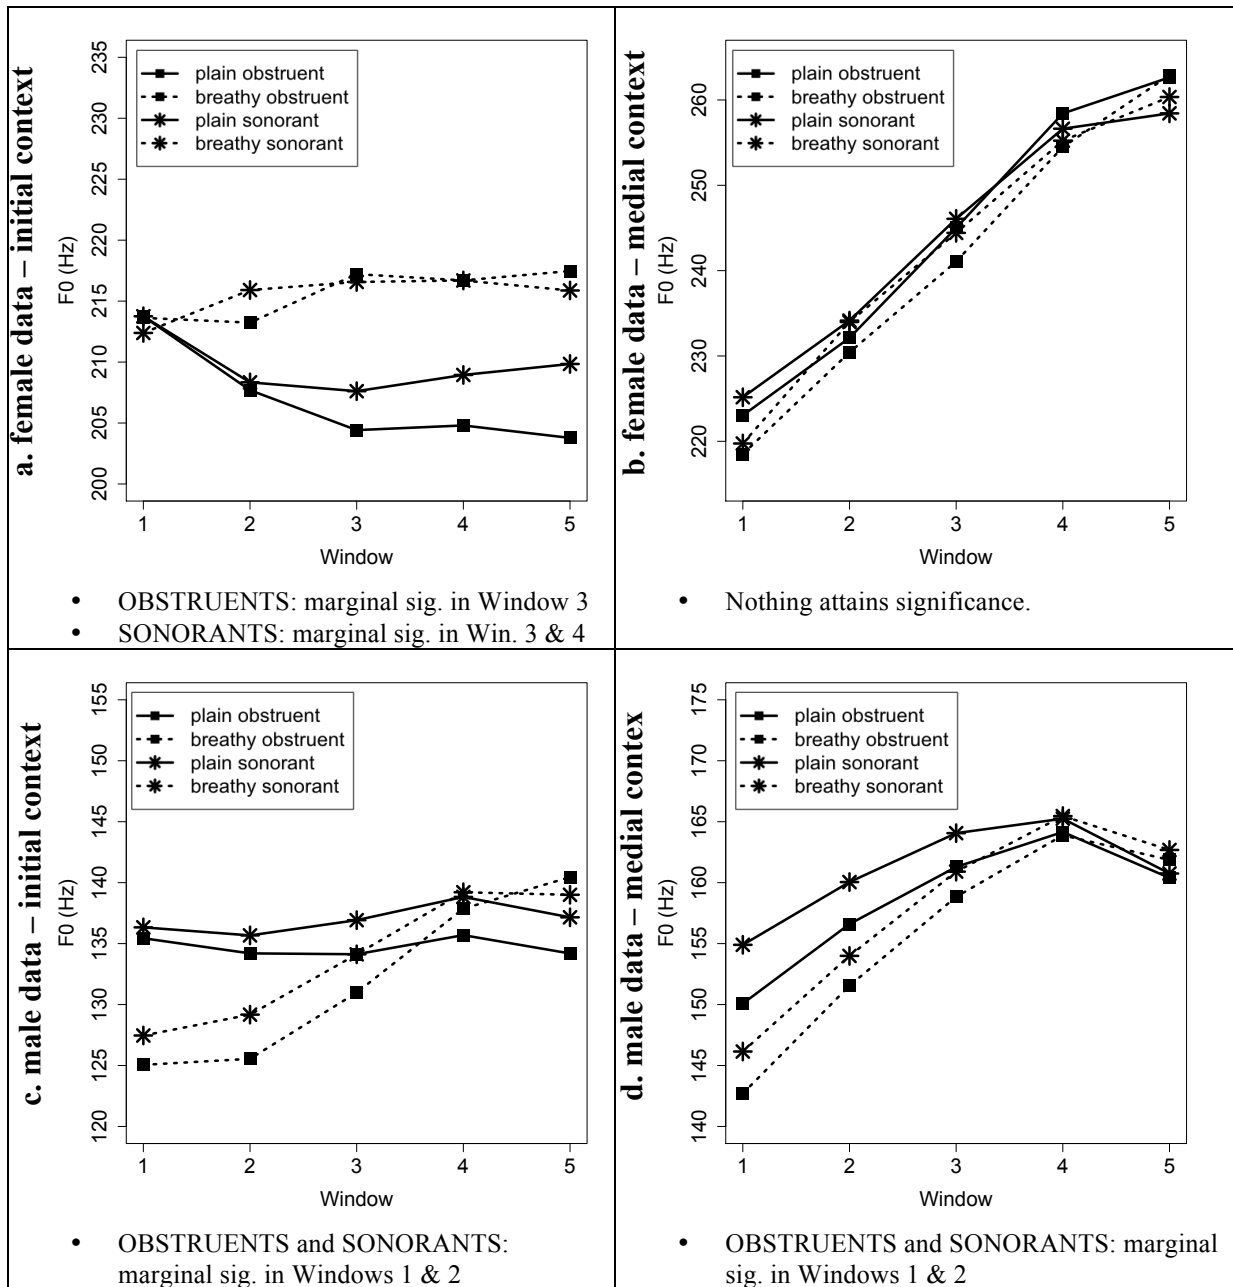 a. female data – initial context
F0 (Hz)
235
230
225
220
215
210
205
200
plain obstruent
breathy obstruent
plain sonorant
breathy sonorant
1 2 3 4 5
Window
• OBSTRUENTS: marginal sig. in Window 3
• SONORANTS: marginal sig. in Win. 3 & 4
b. female data – medial context
F0 (Hz)
260
250
240
230
220
plain obstruent
breathy obstruent
plain sonorant
breathy sonorant
1 2 3 4 5
Window
• Nothing attains significance.
c. male data – initial context
F0 (Hz)
155
150
145
140
135
130
125
120
plain obstruent
breathy obstruent
plain sonorant
breathy sonorant
1 2 3 4 5
Window
• OBSTRUENTS and SONORANTS:
marginal sig. in Windows 1 & 2
d. male data – medial contex
F0 (Hz)
175
170
165
160
155
150
145
140
plain obstruent
breathy obstruent
plain sonorant
breathy sonorant
1 2 3 4 5
Window
• OBSTRUENTS and SONORANTS: marginal
sig. in Windows 1 & 2